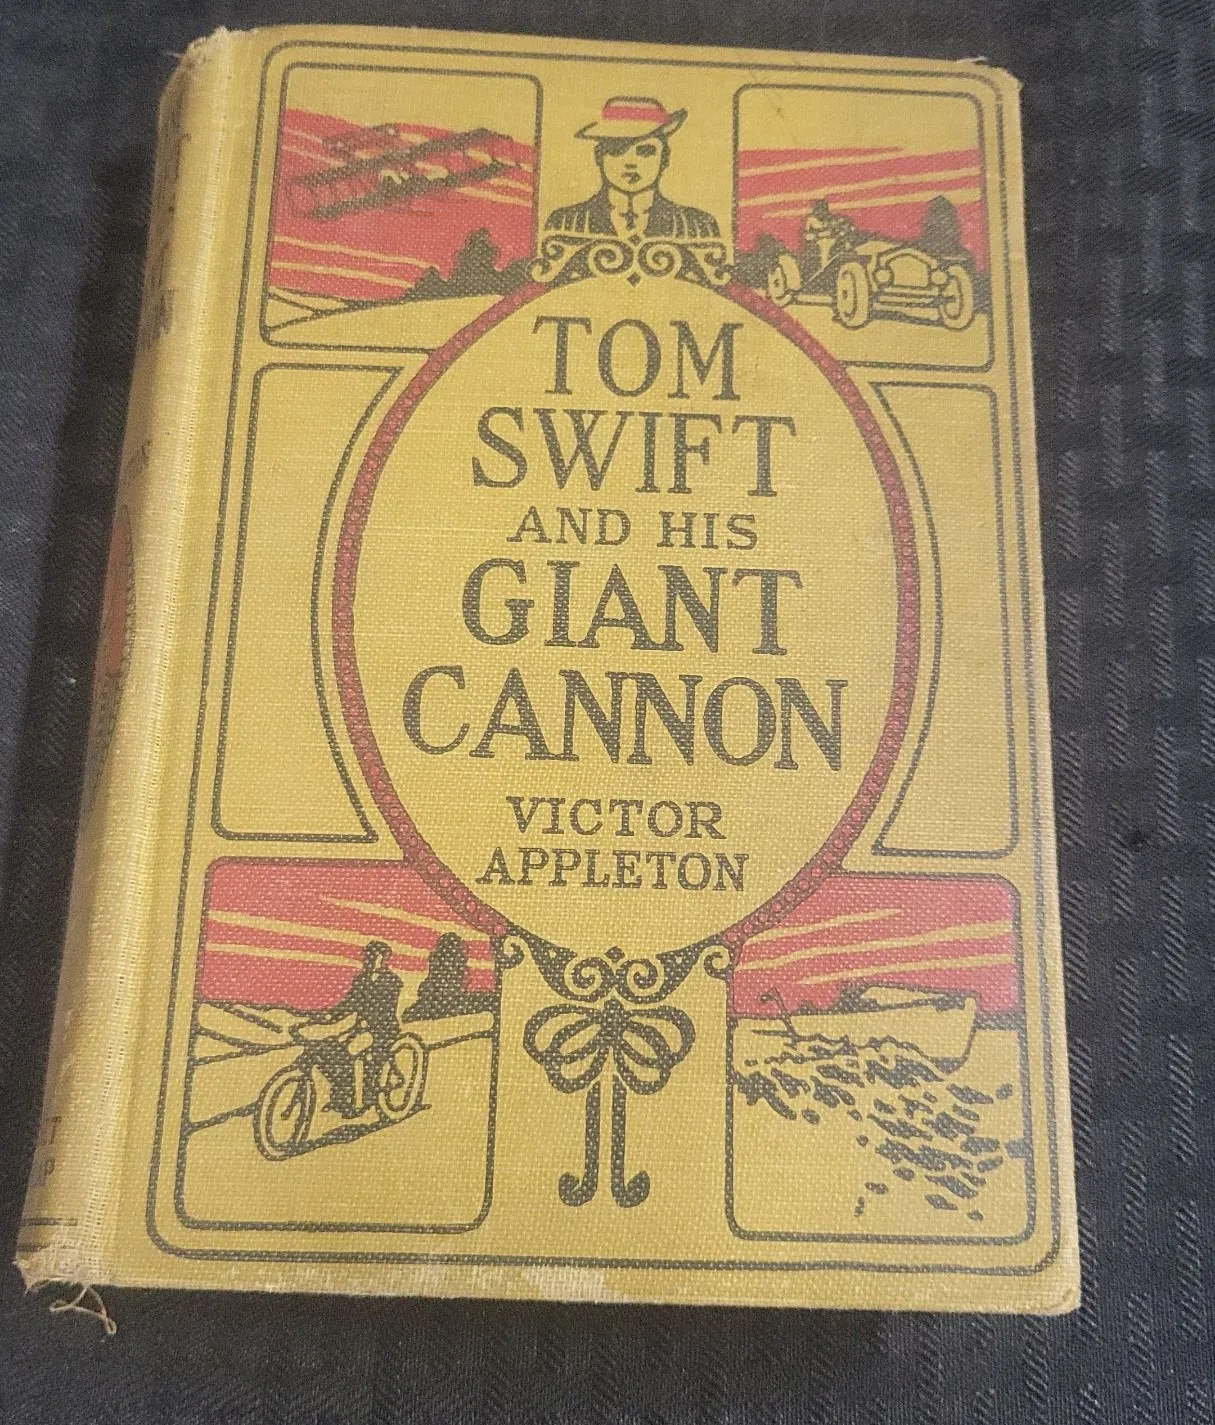 TOM
SWIFT
AND HIS
GIANT
CANNON
VICTOR
APPLETON